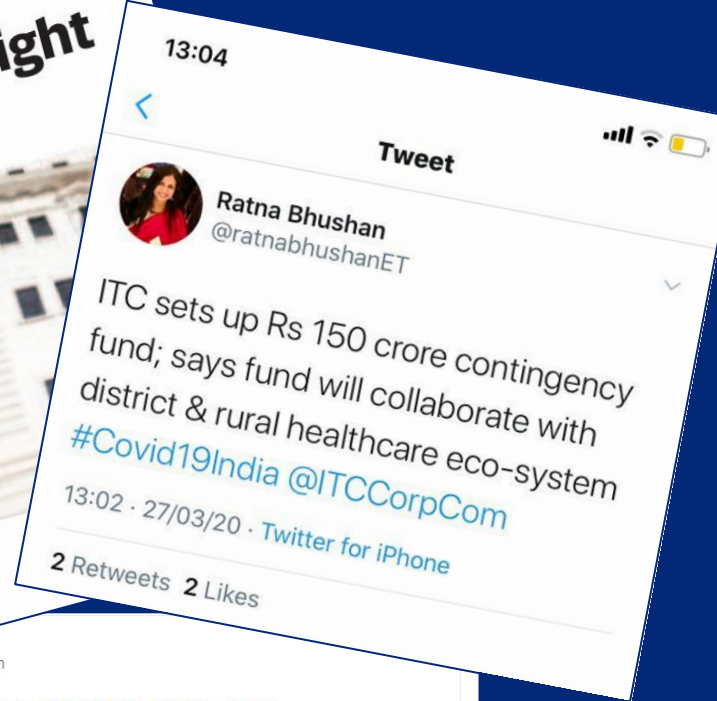 ight
13:04
Tweet
Ratna Bhushan
@ratnabhushanET
ITC sets up Rs 150 crore contingency
fund; says fund will collaborate with
district & rural healthcare eco-system
#Covid19India @ITCCorpCom
13:02 · 27/03/20 · Twitter for iPhone
2 Retweets 2 Likes